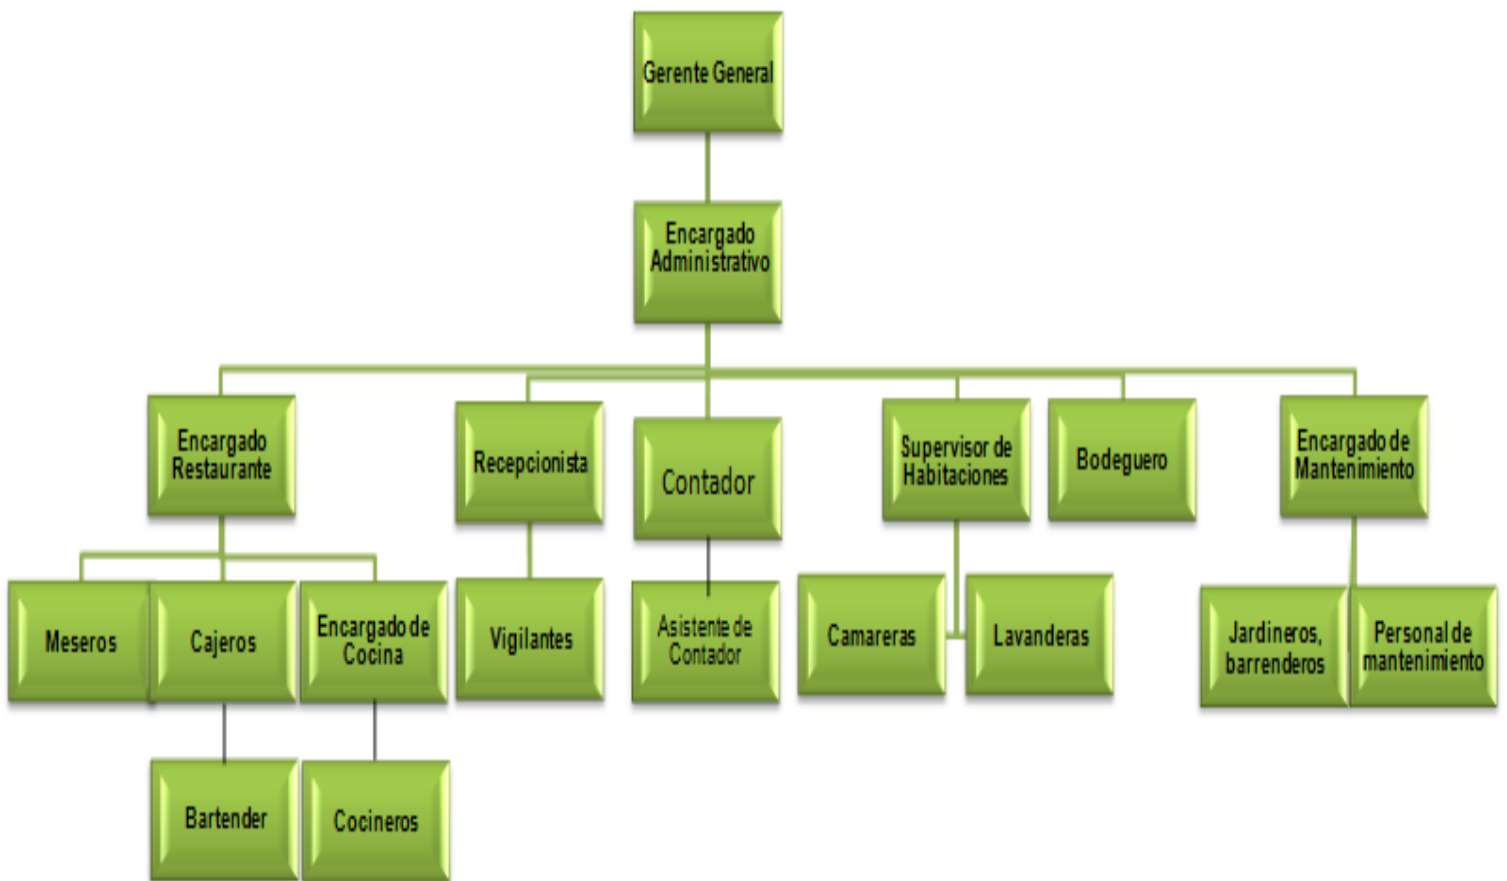 Gerente General
Encargado
Administrativo
Encargado
Restaurante
Recepcionista
Contador
Supervisor de
Habitaciones
Bodeguero
Encargado de
Mantenimiento
Meseros
Cajeros
Encargado de
Cocina
Vigilantes
Asistente de
Contador
Camareras
Lavanderas
Jardineros,
barrenderos
Personal de
mantenimiento
Bartender
Cocineros